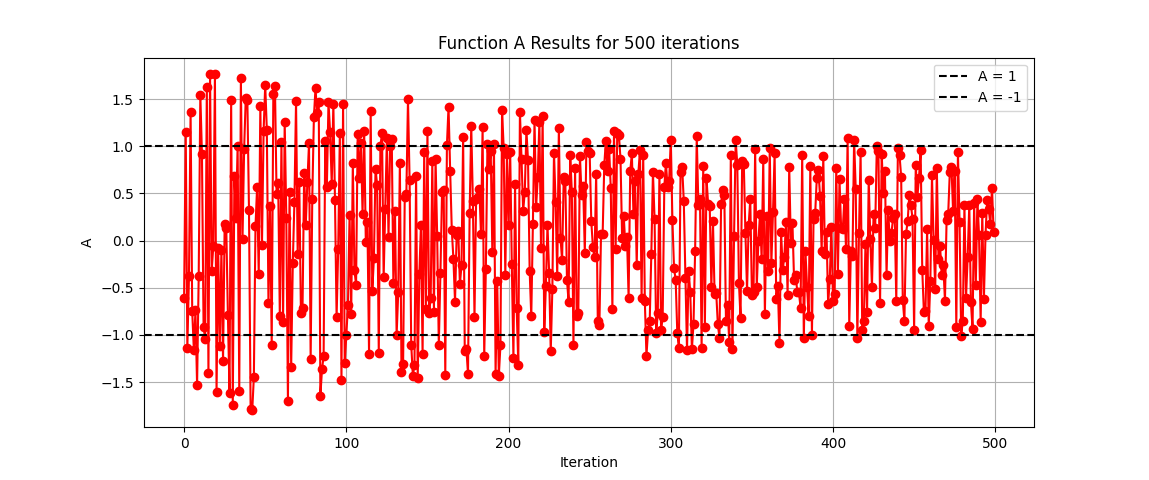 Function A Results for 500 iterations
A = 1
A = -1
1.5
1.0
0.5
0.0
−0.5
−1.0
−1.5
A
0
100
200
300
400
500
Iteration